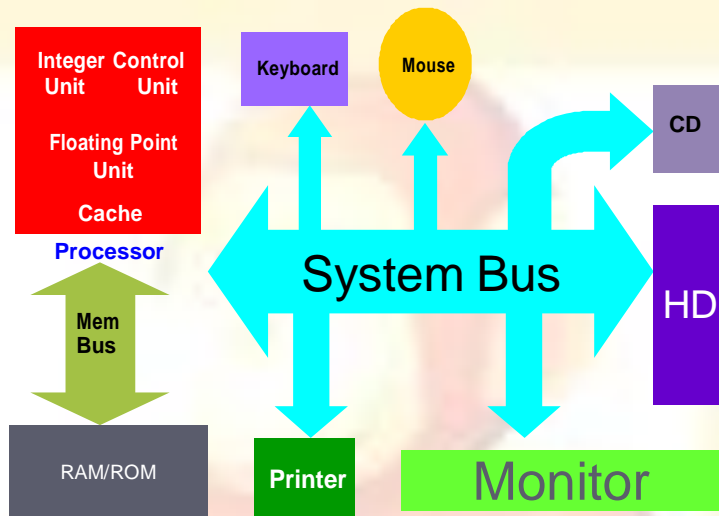 Integer Control
Unit Unit
Floating Point
Unit
Cache
Processor
Keyboard
Mouse
CD
System Bus
HD
Mem
Bus
RAM/ROM
Printer
Monitor